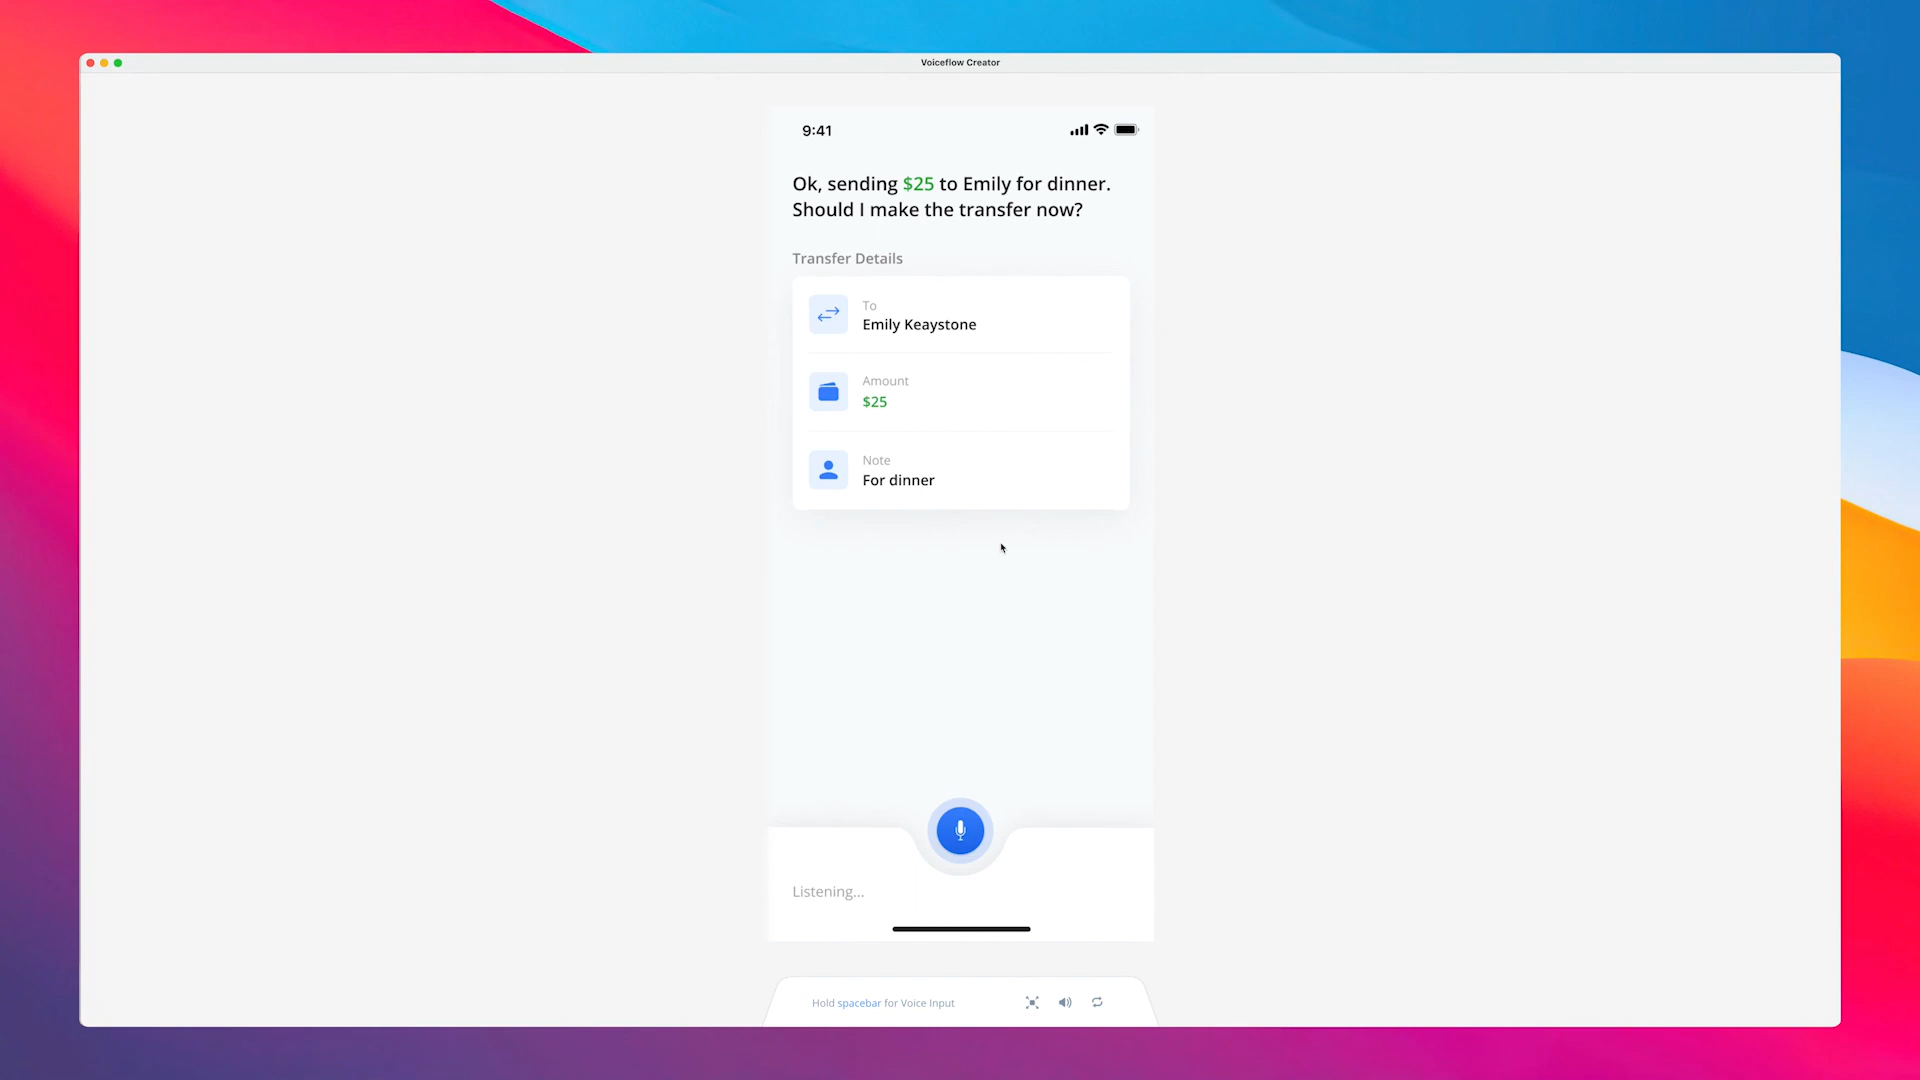 Voiceflow Creator
9:41
Ok, sending $25 to Emily for dinner.
Should I make the transfer now?
Transfer Details
To
Emily Keaystone
Amount
$25
Note
For dinner
Listening...
Hold spacebar for Voice Input